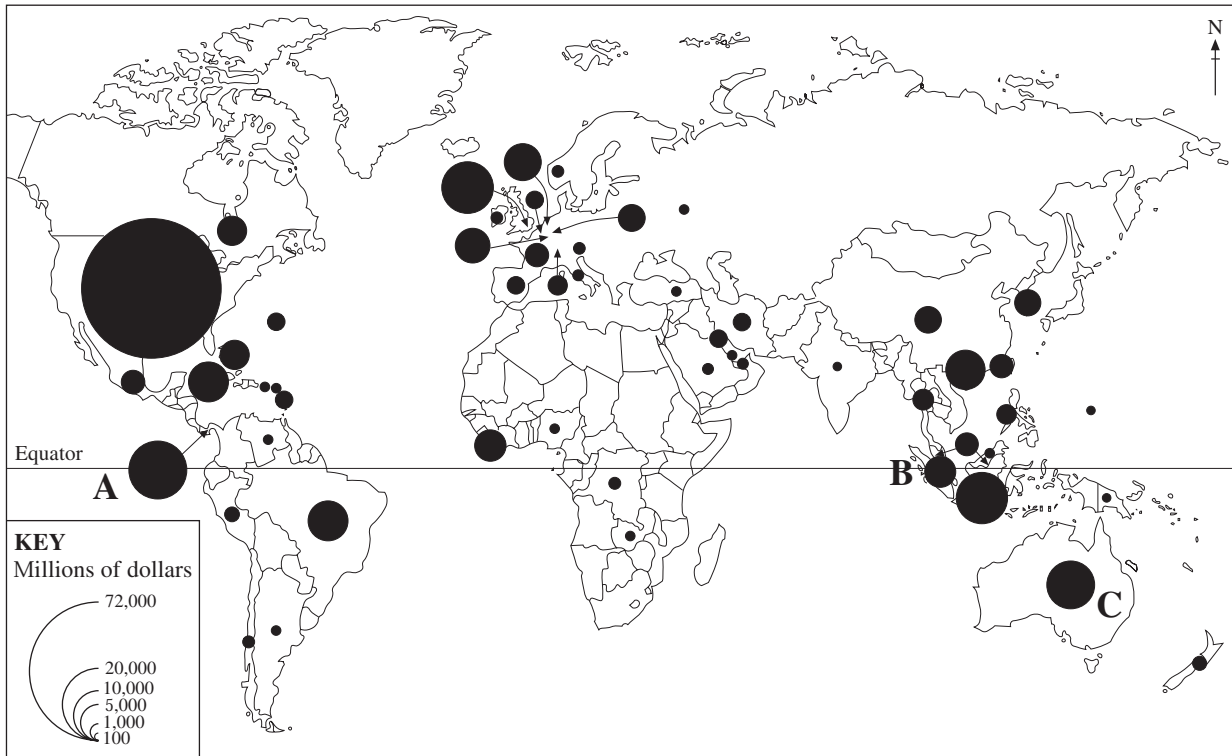 N
Equator
A
B
C
KEY
Millions of dollars
72,000
20,000
10,000
5,000
1,000
100